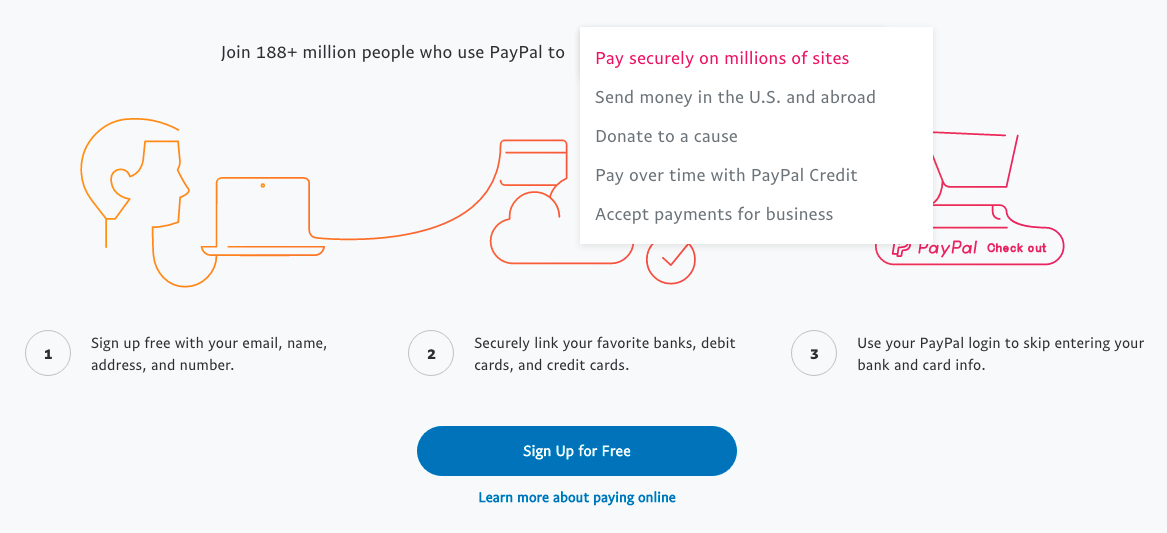 Join 188+ million people who use PayPal to
Pay securely on millions of sites
Send money in the U.S. and abroad
Donate to a cause
Pay over time with PayPal Credit
Accept payments for business
PayPal Check out
1
Sign up free with your email, name,
address, and number.
2
Securely link your favorite banks, debit
cards, and credit cards.
3
Use your PayPal login to skip entering your
bank and card info.
Sign Up for Free
Learn more about paying online